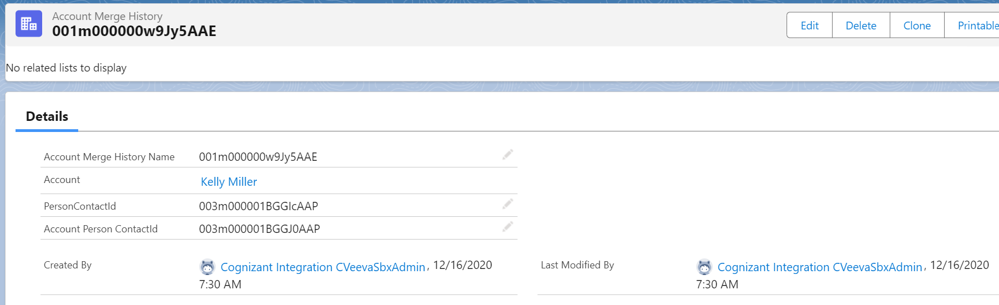 Account Merge History
001m000000w9Jy5AAE
Edit
Delete
Clone
Printable
No related lists to display
Details
Account Merge History Name
001m000000w9Jy5AAE
Account
Kelly Miller
PersonContactId
003m000001BGGIcAAP
Account Person ContactId
003m000001BGGJ0AAP
Created By
Cognizant Integration CVeevaSbxAdmin, 12/16/2020
7:30 AM
Last Modified By
Cognizant Integration CVeevaSbxAdmin, 12/16/2020
7:30 AM